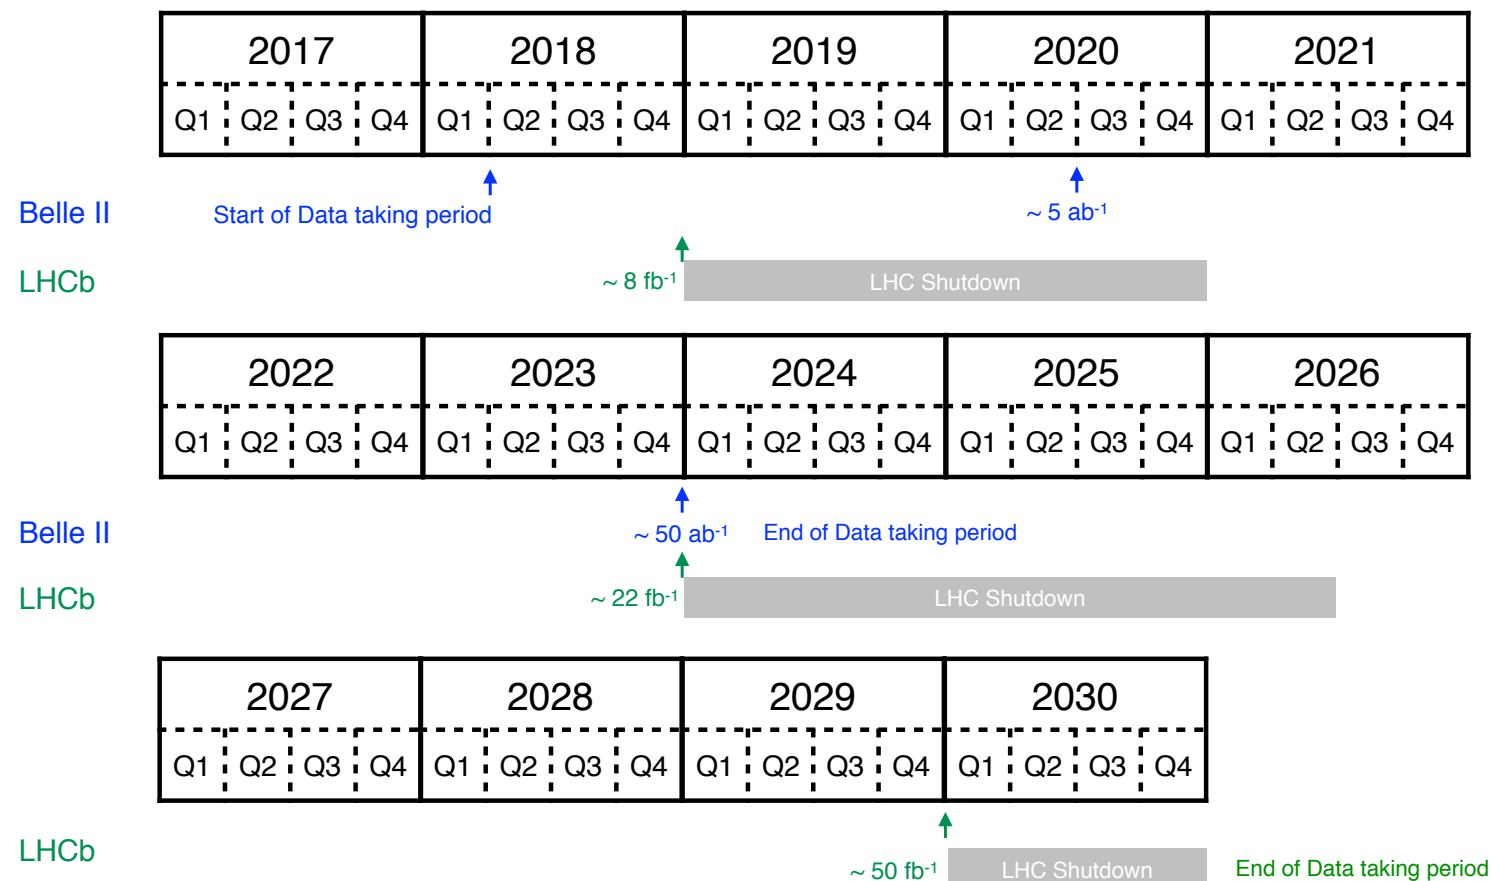 2017 2018 2019 2020 2021
Q1 Q2 Q3 Q4 Q1 Q2 Q3 Q4 Q1 Q2 Q3 Q4 Q1 Q2 Q3 Q4 Q1 Q2 Q3 Q4
Belle II Start of Data taking period ~ 5 ab⁻¹
LHCb ~ 8 fb⁻¹ LHC Shutdown
2022 2023 2024 2025 2026
Q1 Q2 Q3 Q4 Q1 Q2 Q3 Q4 Q1 Q2 Q3 Q4 Q1 Q2 Q3 Q4 Q1 Q2 Q3 Q4
Belle II ~ 50 ab⁻¹ End of Data taking period
LHCb ~ 22 fb⁻¹ LHC Shutdown
2027 2028 2029 2030
Q1 Q2 Q3 Q4 Q1 Q2 Q3 Q4 Q1 Q2 Q3 Q4 Q1 Q2 Q3 Q4
LHCb ~ 50 fb⁻¹ LHC Shutdown End of Data taking period